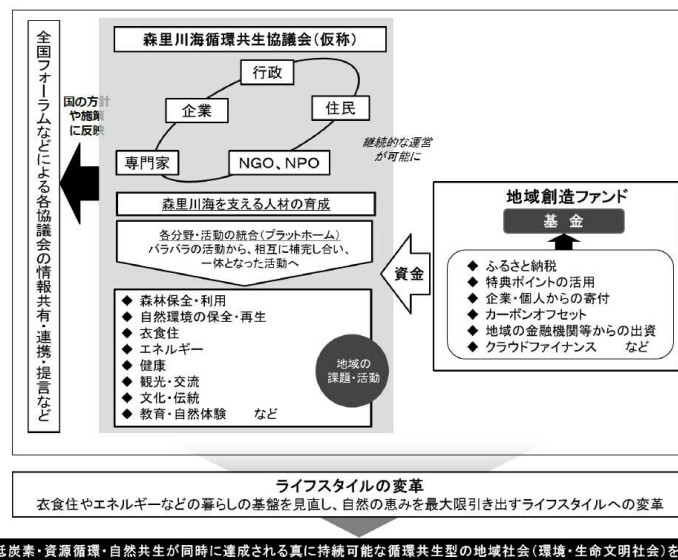 全国フォーラムなどによる各協議会の情報共有・連携・提言など
国の方針
や施策
に反映
森里川海循環共生協議会(仮称)
行政
企業
住民
専門家
NGO、NPO
継続的な運営
が可能に
森里川海を支える人材の育成
各分野・活動の統合(プラットホーム)
バラバラの活動から、相互に補完し合い、
一体となった活動へ
◆ 森林保全・利用
◆ 自然環境の保全・再生
◆ 衣食住
◆ エネルギー
◆ 健康
◆ 観光・交流
◆ 文化・伝統
◆ 教育・自然体験 など
地域の
課題・活動
資金
地域創造ファンド
基金
◆ ふるさと納税
◆ 特典ポイントの活用
◆ 企業・個人からの寄付
◆ カーボンオフセット
◆ 地域の金融機関等からの出資
◆ クラウドファイナンス など
ライフスタイルの変革
衣食住やエネルギーなどの暮らしの基盤を見直し、自然の恵みを最大限引き出すライフスタイルへの変革
低炭素・資源循環・自然共生が同時に達成される真に持続可能な循環共生型の地域社会(環境・生命文明社会)を